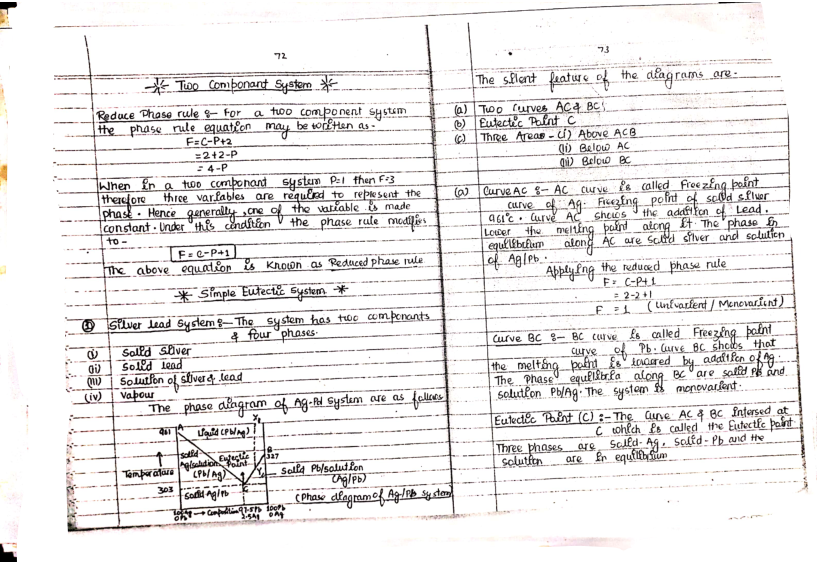 72
Two Componant System
Reduce Phase rule :- For a two component system
the phase rule equation may be written as.
F=C-P+2
=2+2-P
=4-P
When in a two componant system P=1 then F=3
therefore three variables are required to represent the
phase. Hence generally, one of the variable is made
constant. Under this condition the phase rule modifies
to -
F=C-P+1
The above equation is Known as Reduced phase rule
Simple Eutectic System
① Silver lead system :- The system has two componants
& four phases.
(i) Solid Silver
(ii) Solid lead
(iii) Solution of silver & lead
(iv) Vapour
The phase diagram of Ag-Pd system are as follows
961
A
Liquid (Pb/Ag)
Solid
Ag/solution
(Pb/Ag)
Eutectic
Point
B
327
Temperature
303
Solid Ag/Pb
C
Solid Pb/solution
(Ag/Pb)
(Phase diagram of Ag-/Pb system)
100Ag
0Pb
Composition
97.5Pb
2.5Ag
100Pb
0Ag
73
The silent feature of the diagrams are.
(a) Two Curves AC & BC
(b) Eutectic Point C
(c) Three Areas - (i) Above ACB
(ii) Below AC
(iii) Below BC
(a) Curve AC :- AC curve is called Freezing point
curve of Ag. Freezing point of solid silver
961°C. Curve AC shows the addition of Lead.
Lower the melting point along it The phase in
equilibrium along AC are solid silver and solution
of Ag/Pb.
Applying the reduced phase rule
F= C-P+1
= 2-2+1
F = 1 (Univarient / Monovarient)
Curve BC :- BC curve is called Freezing point
curve of Pb. Curve BC shows that
the melting point is lowered by addition of Ag.
The Phase equilibria along BC are solid Pb and
solution Pb/Ag. The system is monovarient.
Eutectic Point (C) :- The Curve AC & BC intersed at
C which is called the Eutectic point
Three phases are Solid-Ag, Solid-Pb and the
solution are in equilibrium